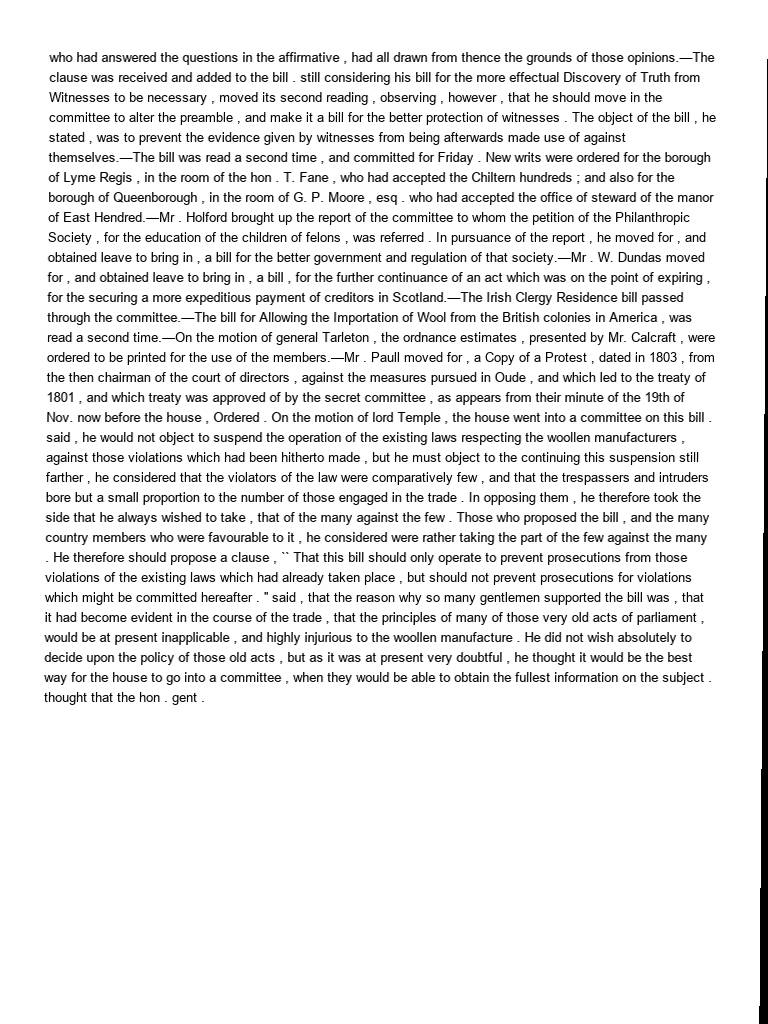 who had answered the questions in the affirmative , had all drawn from thence the grounds of those opinions.—The
clause was received and added to the bill . still considering his bill for the more effectual Discovery of Truth from
Witnesses to be necessary , moved its second reading , observing , however , that he should move in the
committee to alter the preamble , and make it a bill for the better protection of witnesses . The object of the bill , he
stated , was to prevent the evidence given by witnesses from being afterwards made use of against
themselves.—The bill was read a second time , and committed for Friday . New writs were ordered for the borough
of Lyme Regis , in the room of the hon . T. Fane , who had accepted the Chiltern hundreds ; and also for the
borough of Queenborough , in the room of G. P. Moore , esq . who had accepted the office of steward of the manor
of East Hendred.—Mr . Holford brought up the report of the committee to whom the petition of the Philanthropic
Society , for the education of the children of felons , was referred . In pursuance of the report , he moved for , and
obtained leave to bring in , a bill for the better government and regulation of that society.—Mr . W. Dundas moved
for , and obtained leave to bring in , a bill , for the further continuance of an act which was on the point of expiring ,
for the securing a more expeditious payment of creditors in Scotland.—The Irish Clergy Residence bill passed
through the committee.—The bill for Allowing the Importation of Wool from the British colonies in America , was
read a second time.—On the motion of general Tarleton , the ordnance estimates , presented by Mr. Calcraft , were
ordered to be printed for the use of the members.—Mr . Paull moved for , a Copy of a Protest , dated in 1803 , from
the then chairman of the court of directors , against the measures pursued in Oude , and which led to the treaty of
1801 , and which treaty was approved of by the secret committee , as appears from their minute of the 19th of
Nov. now before the house , Ordered . On the motion of lord Temple , the house went into a committee on this bill .
said , he would not object to suspend the operation of the existing laws respecting the woollen manufacturers ,
against those violations which had been hitherto made , but he must object to the continuing this suspension still
farther , he considered that the violators of the law were comparatively few , and that the trespassers and intruders
bore but a small proportion to the number of those engaged in the trade . In opposing them , he therefore took the
side that he always wished to take , that of the many against the few . Those who proposed the bill , and the many
country members who were favourable to it , he considered were rather taking the part of the few against the many
. He therefore should propose a clause , `` That this bill should only operate to prevent prosecutions from those
violations of the existing laws which had already taken place , but should not prevent prosecutions for violations
which might be committed hereafter . " said , that the reason why so many gentlemen supported the bill was , that
it had become evident in the course of the trade , that the principles of many of those very old acts of parliament ,
would be at present inapplicable , and highly injurious to the woollen manufacture . He did not wish absolutely to
decide upon the policy of those old acts , but as it was at present very doubtful , he thought it would be the best
way for the house to go into a committee , when they would be able to obtain the fullest information on the subject .
thought that the hon . gent .